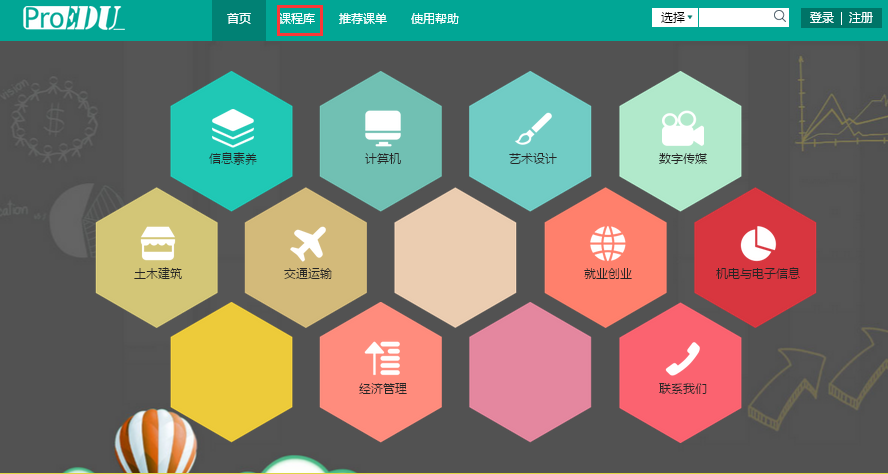 ProEDU_
首页 课程库 推荐课单 使用帮助 选择 登录 | 注册
信息素养 计算机 艺术设计 数字传媒
土木建筑 交通运输 就业创业 机电与电子信息
经济管理 联系我们